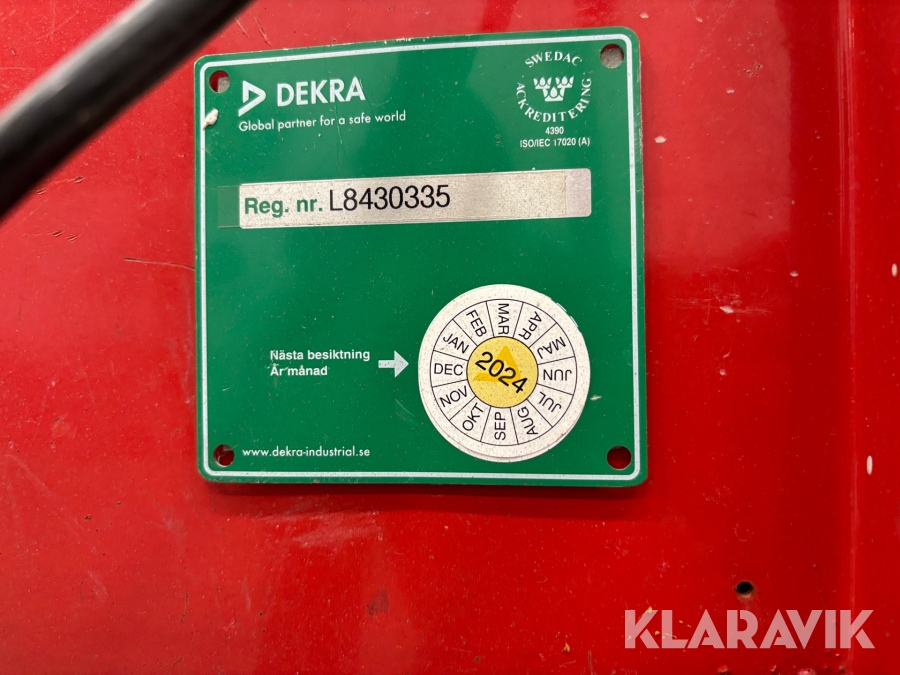 DEKRA
Global partner for a safe world
SWEDAC
ACKREDITERING
4390
ISO/IEC 17020 (A)
Reg. nr. L8430335
Nästa besiktning
År månad
JAN
FEB
MAR
APR
MAJ
JUN
JUL
AUG
SEP
OKT
NOV
DEC
2024
www.dekra-industrial.se
KLARAVIK